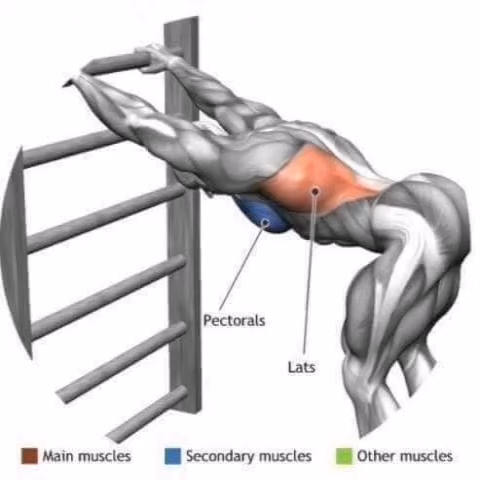 Pectorals
Lats
Main muscles
Secondary muscles
Other muscles